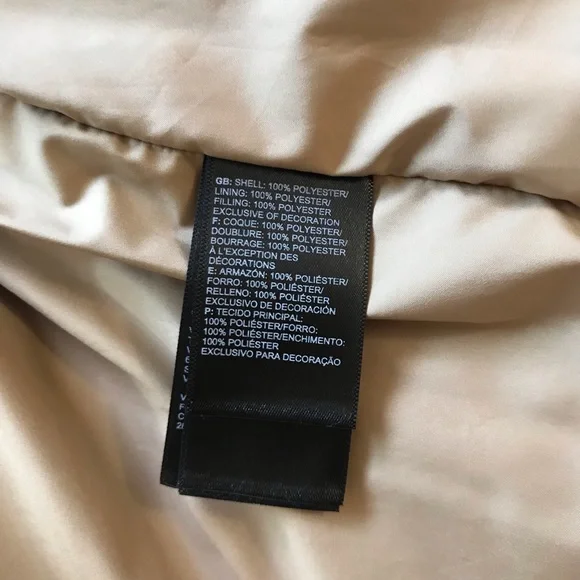 GB: SHELL: 100% POLYESTER/
LINING: 100% POLYESTER/
FILLING: 100% POLYESTER
EXCLUSIVE OF DECORATION
F: COQUE: 100% POLYESTER/
DOUBLURE: 100% POLYESTER/
BOURRAGE: 100% POLYESTER
À L'EXCEPTION DES
DÉCORATIONS
E: ARMAZÓN: 100% POLIÉSTER/
FORRO: 100% POLIÉSTER/
RELLENO: 100% POLIÉSTER
EXCLUSIVO DE DECORACIÓN
P: TECIDO PRINCIPAL:
100% POLIÉSTER/FORRO:
100% POLIÉSTER/ENCHIMENTO:
100% POLIÉSTER
EXCLUSIVO PARA DECORAÇÃO